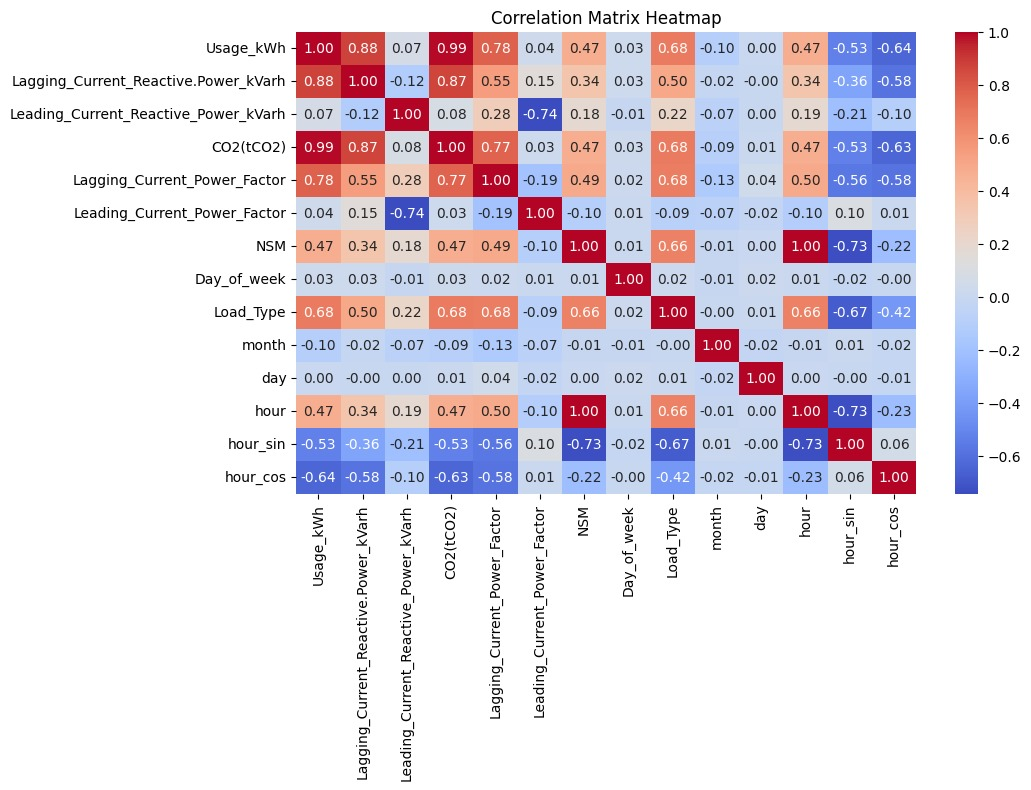 Correlation Matrix Heatmap
Usage_kWh 1.00 0.88 0.07 0.99 0.78 0.04 0.47 0.03 0.68 -0.10 0.00 0.47 -0.53 -0.64
Lagging_Current_Reactive.Power_kVarh 0.88 1.00 -0.12 0.87 0.55 0.15 0.34 0.03 0.50 -0.02 -0.00 0.34 -0.36 -0.58
Leading_Current_Reactive_Power_kVarh 0.07 -0.12 1.00 0.08 0.28 -0.74 0.18 -0.01 0.22 -0.07 0.00 0.19 -0.21 -0.10
CO2(tCO2) 0.99 0.87 0.08 1.00 0.77 0.03 0.47 0.03 0.68 -0.09 0.01 0.47 -0.53 -0.63
Lagging_Current_Power_Factor 0.78 0.55 0.28 0.77 1.00 -0.19 0.49 0.02 0.68 -0.13 0.04 0.50 -0.56 -0.58
Leading_Current_Power_Factor 0.04 0.15 -0.74 0.03 -0.19 1.00 -0.10 0.01 -0.09 -0.07 -0.02 -0.10 0.10 0.01
NSM 0.47 0.34 0.18 0.47 0.49 -0.10 1.00 0.01 0.66 -0.01 0.00 1.00 -0.73 -0.22
Day_of_week 0.03 0.03 -0.01 0.03 0.02 0.01 0.01 1.00 0.02 -0.01 0.02 0.01 -0.02 -0.00
Load_Type 0.68 0.50 0.22 0.68 0.68 -0.09 0.66 0.02 1.00 -0.00 0.01 0.66 -0.67 -0.42
month -0.10 -0.02 -0.07 -0.09 -0.13 -0.07 -0.01 -0.01 -0.00 1.00 -0.02 -0.01 0.01 -0.02
day 0.00 -0.00 0.00 0.01 0.04 -0.02 0.00 0.02 0.01 -0.02 1.00 0.00 -0.00 -0.01
hour 0.47 0.34 0.19 0.47 0.50 -0.10 1.00 0.01 0.66 -0.01 0.00 1.00 -0.73 -0.23
hour_sin -0.53 -0.36 -0.21 -0.53 -0.56 0.10 -0.73 -0.02 -0.67 0.01 -0.00 -0.73 1.00 0.06
hour_cos -0.64 -0.58 -0.10 -0.63 -0.58 0.01 -0.22 -0.00 -0.42 -0.02 -0.01 -0.23 0.06 1.00
Usage_kWh
Lagging_Current_Reactive.Power_kVarh
Leading_Current_Reactive_Power_kVarh
CO2(tCO2)
Lagging_Current_Power_Factor
Leading_Current_Power_Factor
NSM
Day_of_week
Load_Type
month
day
hour
hour_sin
hour_cos
1.0
0.8
0.6
0.4
0.2
0.0
−0.2
−0.4
−0.6